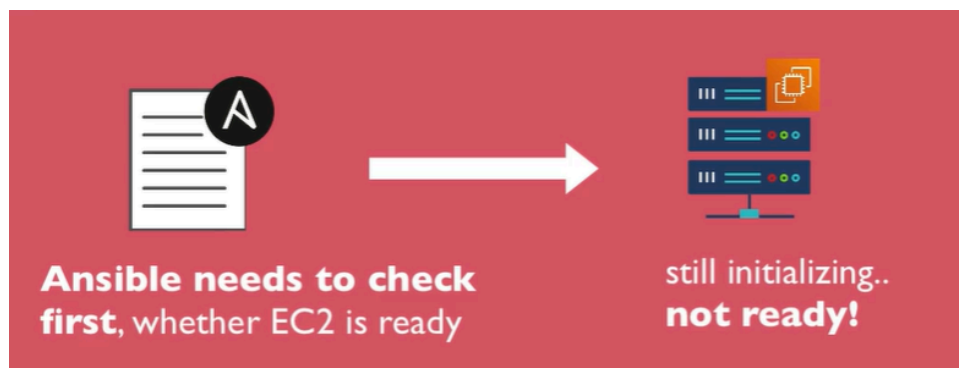 Ansible needs to check
first, whether EC2 is ready
still initializing..
not ready!